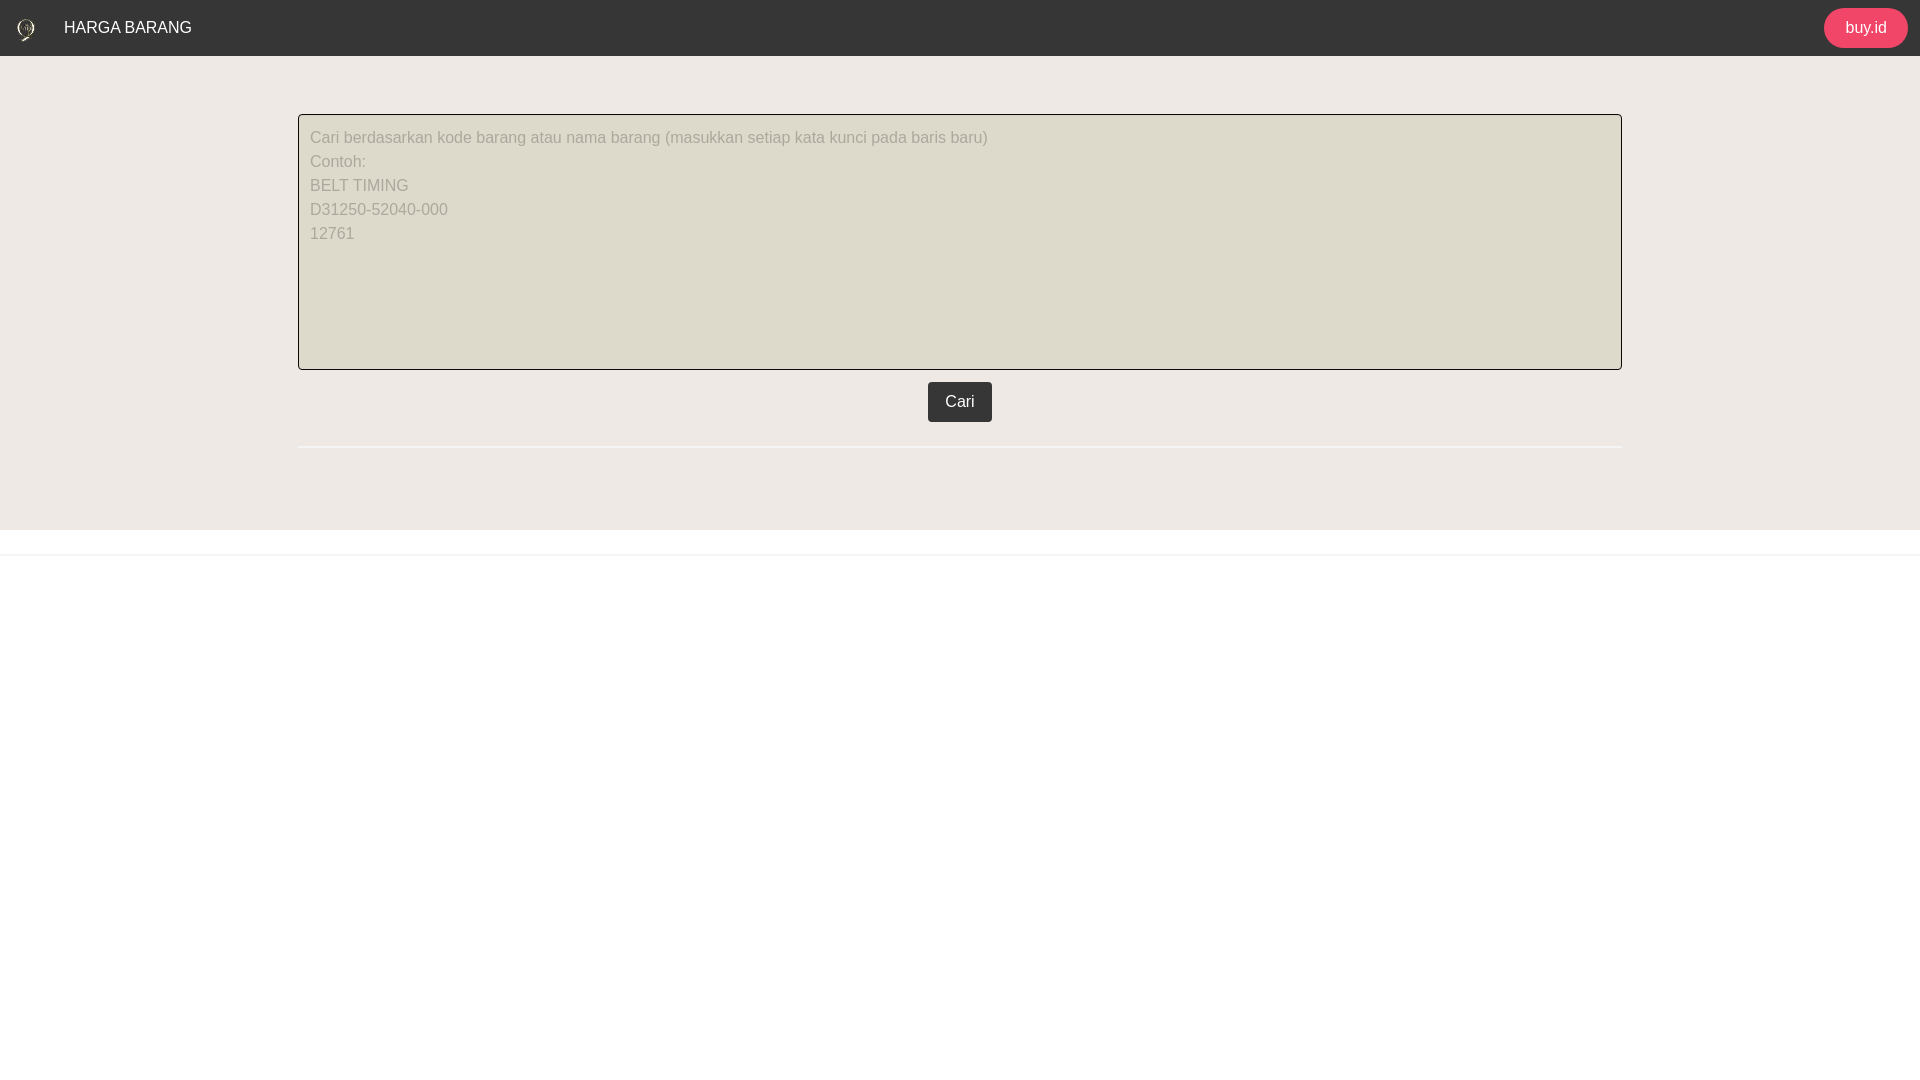 HARGA BARANG
buy.id
Cari berdasarkan kode barang atau nama barang (masukkan setiap kata kunci pada baris baru)
Contoh:
BELT TIMING
D31250-52040-000
12761
Cari